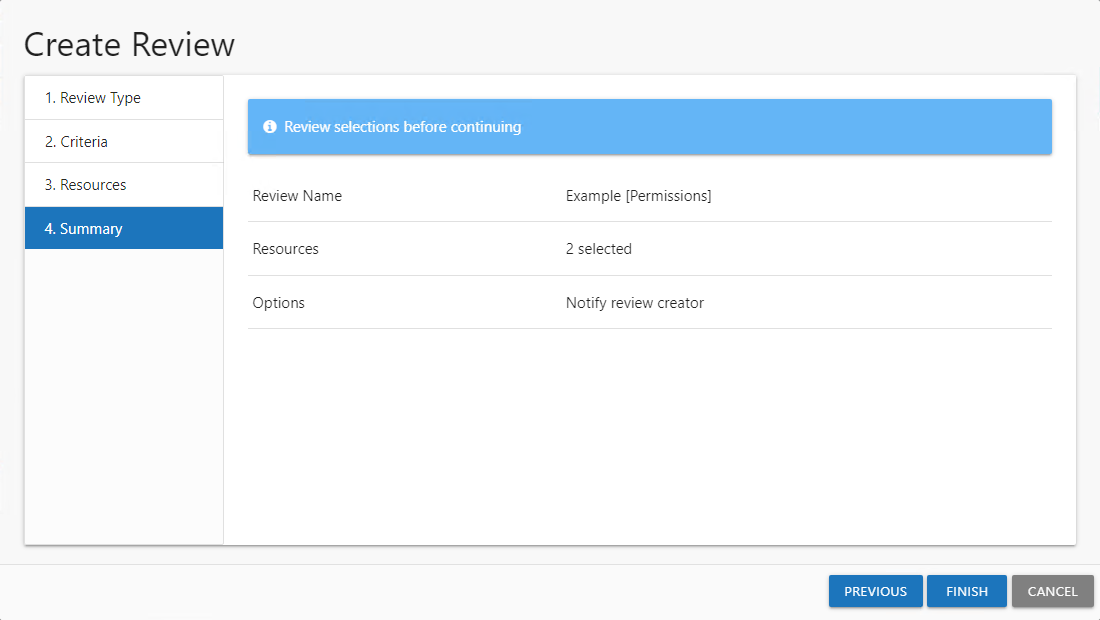 Create Review
1. Review Type
2. Criteria
3. Resources
4. Summary
Review selections before continuing
Review Name Example [Permissions]
Resources 2 selected
Options Notify review creator
PREVIOUS FINISH CANCEL